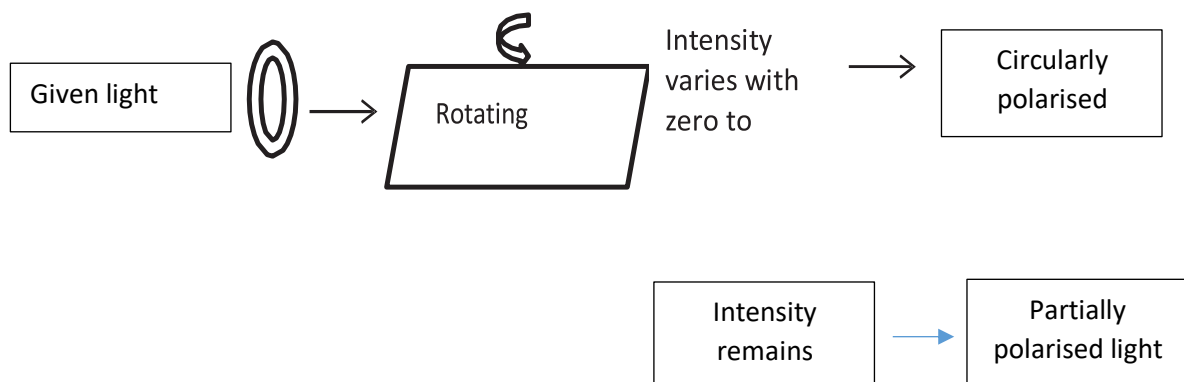 Given light
Rotating
Intensity
varies with
zero to
Circularly
polarised
Intensity
remains
Partially
polarised light